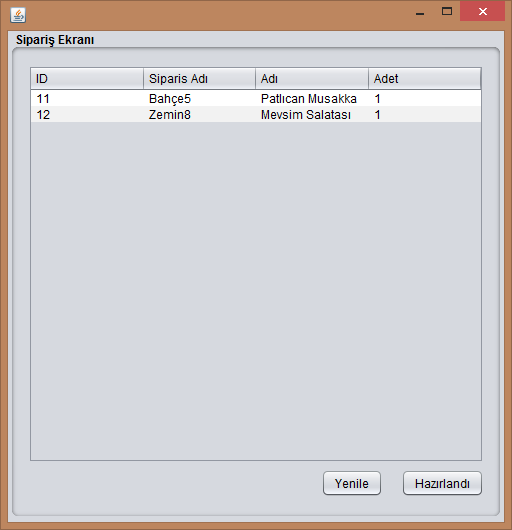 Sipariş Ekranı
ID Siparis Adı Adı Adet
11 Bahçe5 Patlıcan Musakka 1
12 Zemin8 Mevsim Salatası 1
Yenile Hazırlandı